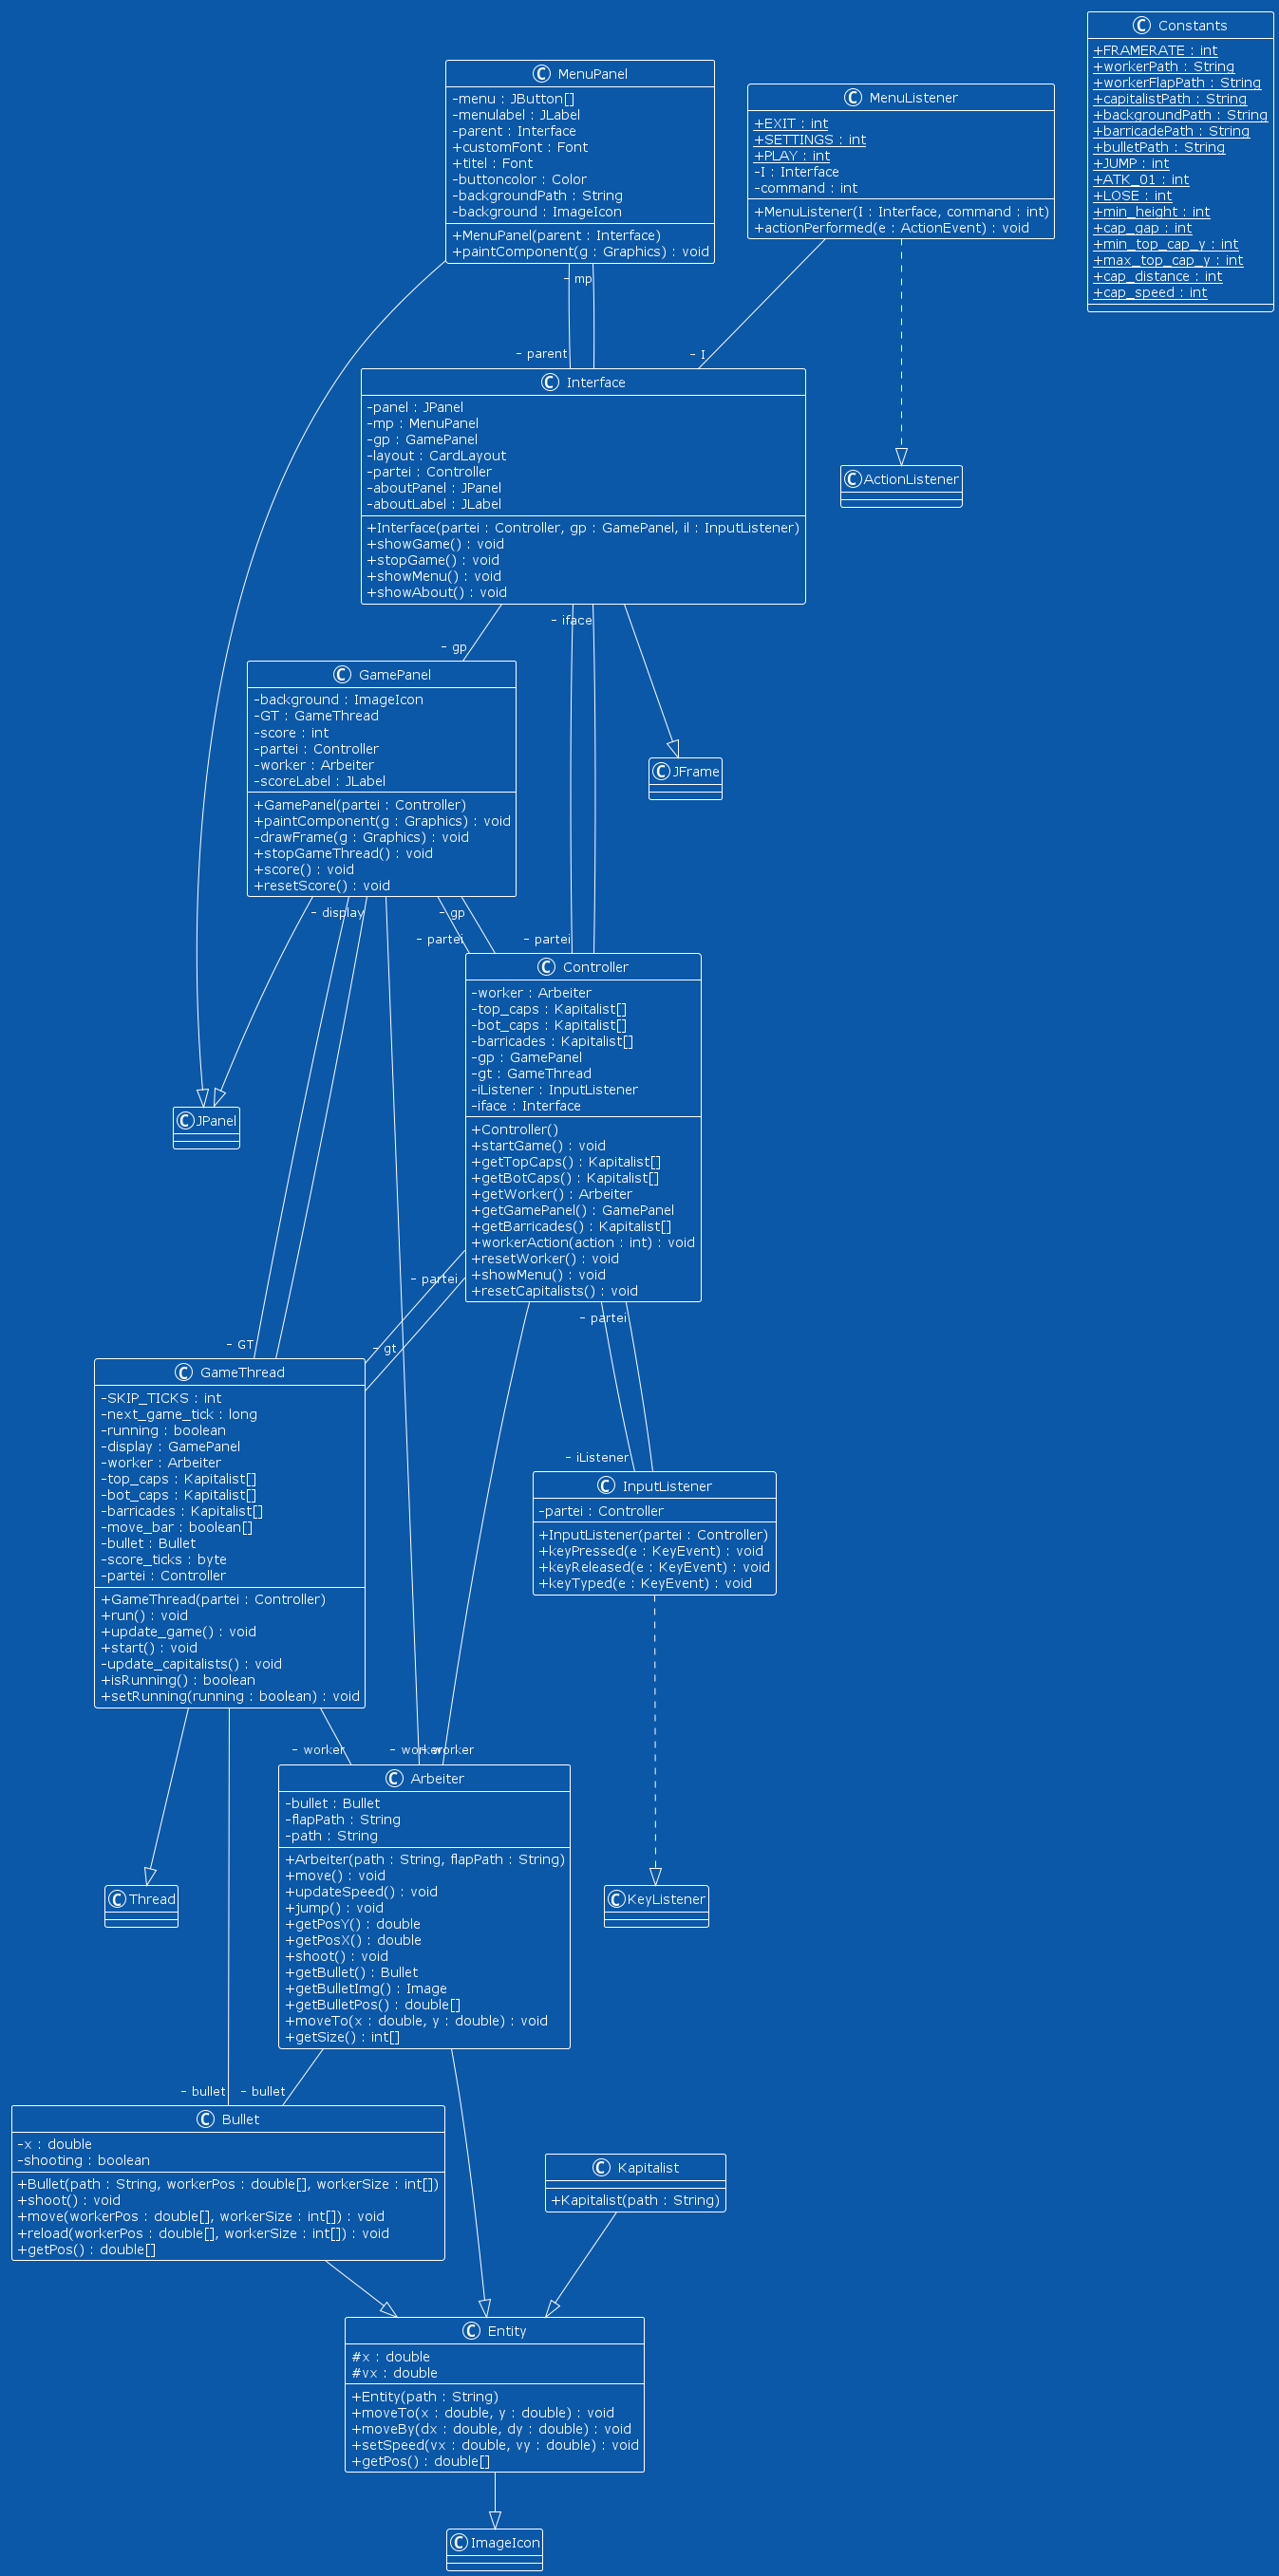 C Constants
+FRAMERATE : int
+workerPath : String
+workerFlapPath : String
+capitalistPath : String
+backgroundPath : String
+barricadePath : String
+bulletPath : String
+JUMP : int
+ATK_01 : int
+LOSE : int
+min_height : int
+cap_gap : int
+min_top_cap_y : int
+max_top_cap_y : int
+cap_distance : int
+cap_speed : int
C MenuPanel
-menu : JButton[]
-menulabel : JLabel
-parent : Interface
+customFont : Font
+titel : Font
-buttoncolor : Color
-backgroundPath : String
-background : ImageIcon
+MenuPanel(parent : Interface)
+paintComponent(g : Graphics) : void
C MenuListener
+EXIT : int
+SETTINGS : int
+PLAY : int
-I : Interface
-command : int
+MenuListener(I : Interface, command : int)
+actionPerformed(e : ActionEvent) : void
- mp
- parent
- I
C Interface
-panel : JPanel
-mp : MenuPanel
-gp : GamePanel
-layout : CardLayout
-partei : Controller
-aboutPanel : JPanel
-aboutLabel : JLabel
+Interface(partei : Controller, gp : GamePanel, il : InputListener)
+showGame() : void
+stopGame() : void
+showMenu() : void
+showAbout() : void
C ActionListener
- iface
- gp
C GamePanel
-background : ImageIcon
-GT : GameThread
-score : int
-partei : Controller
-worker : Arbeiter
-scoreLabel : JLabel
+GamePanel(partei : Controller)
+paintComponent(g : Graphics) : void
-drawFrame(g : Graphics) : void
+stopGameThread() : void
+score() : void
+resetScore() : void
C JFrame
- display
- gp
- partei
- partei
C Controller
-worker : Arbeiter
-top_caps : Kapitalist[]
-bot_caps : Kapitalist[]
-barricades : Kapitalist[]
-gp : GamePanel
-gt : GameThread
-iListener : InputListener
-iface : Interface
+Controller()
+startGame() : void
+getTopCaps() : Kapitalist[]
+getBotCaps() : Kapitalist[]
+getWorker() : Arbeiter
+getGamePanel() : GamePanel
+getBarricades() : Kapitalist[]
+workerAction(action : int) : void
+resetWorker() : void
+showMenu() : void
+resetCapitalists() : void
C JPanel
- partei
- partei
- GT
- gt
C GameThread
-SKIP_TICKS : int
-next_game_tick : long
-running : boolean
-display : GamePanel
-worker : Arbeiter
-top_caps : Kapitalist[]
-bot_caps : Kapitalist[]
-barricades : Kapitalist[]
-move_bar : boolean[]
-bullet : Bullet
-score_ticks : byte
-partei : Controller
+GameThread(partei : Controller)
+run() : void
+update_game() : void
+start() : void
-update_capitalists() : void
+isRunning() : boolean
+setRunning(running : boolean) : void
- iListener
C InputListener
-partei : Controller
+InputListener(partei : Controller)
+keyPressed(e : KeyEvent) : void
+keyReleased(e : KeyEvent) : void
+keyTyped(e : KeyEvent) : void
- worker
- worker
- worker
C Arbeiter
-bullet : Bullet
-flapPath : String
-path : String
+Arbeiter(path : String, flapPath : String)
+move() : void
+updateSpeed() : void
+jump() : void
+getPosY() : double
+getPosX() : double
+shoot() : void
+getBullet() : Bullet
+getBulletImg() : Image
+getBulletPos() : double[]
+moveTo(x : double, y : double) : void
+getSize() : int[]
C Thread
C KeyListener
- bullet
- bullet
C Bullet
-x : double
-shooting : boolean
+Bullet(path : String, workerPos : double[], workerSize : int[])
+shoot() : void
+move(workerPos : double[], workerSize : int[]) : void
+reload(workerPos : double[], workerSize : int[]) : void
+getPos() : double[]
C Kapitalist
+Kapitalist(path : String)
C Entity
#x : double
#vx : double
+Entity(path : String)
+moveTo(x : double, y : double) : void
+moveBy(dx : double, dy : double) : void
+setSpeed(vx : double, vy : double) : void
+getPos() : double[]
C ImageIcon